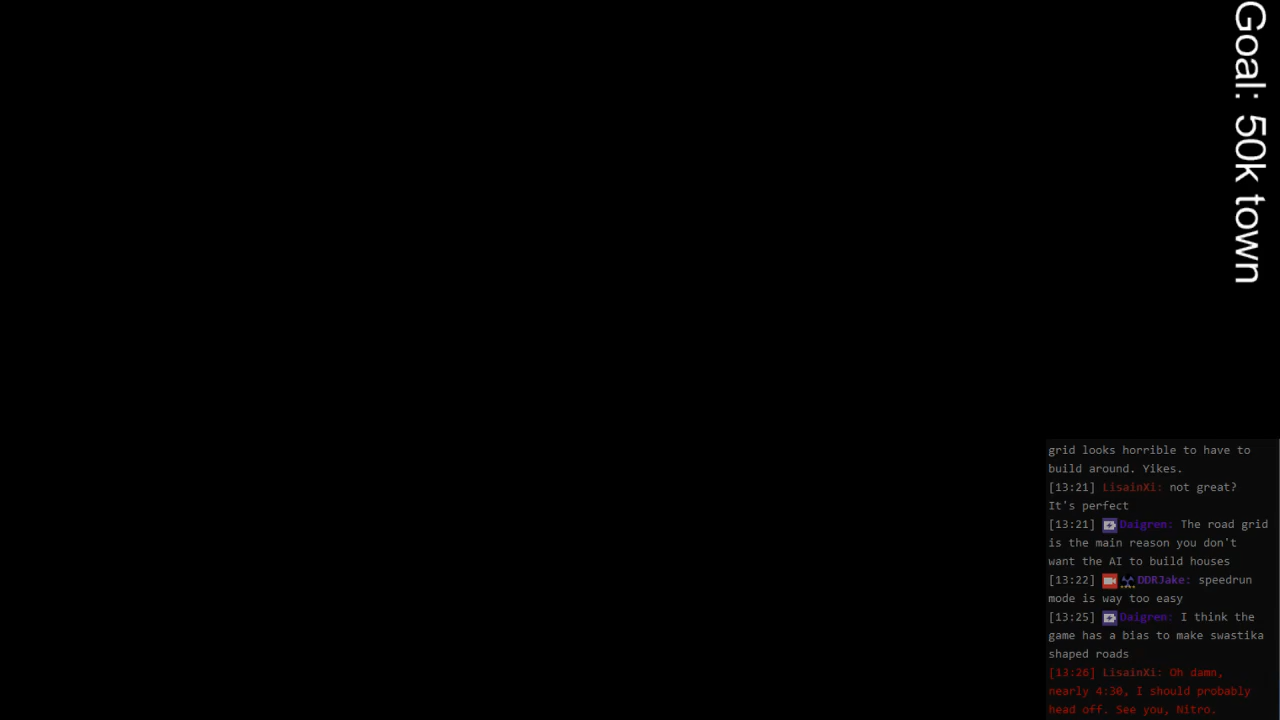 Goal: 50k town
grid looks horrible to have to
build around. Yikes.
[13:21] LisainXi: not great?
It's perfect
[13:21] Daigren: The road grid
is the main reason you don't
want the AI to build houses
[13:22] DDRJake: speedrun
mode is way too easy
[13:25] Daigren: I think the
game has a bias to make swastika
shaped roads
[13:26] LisainXi: Oh damn,
nearly 4:30, I should probably
head off. See you, Nitro.